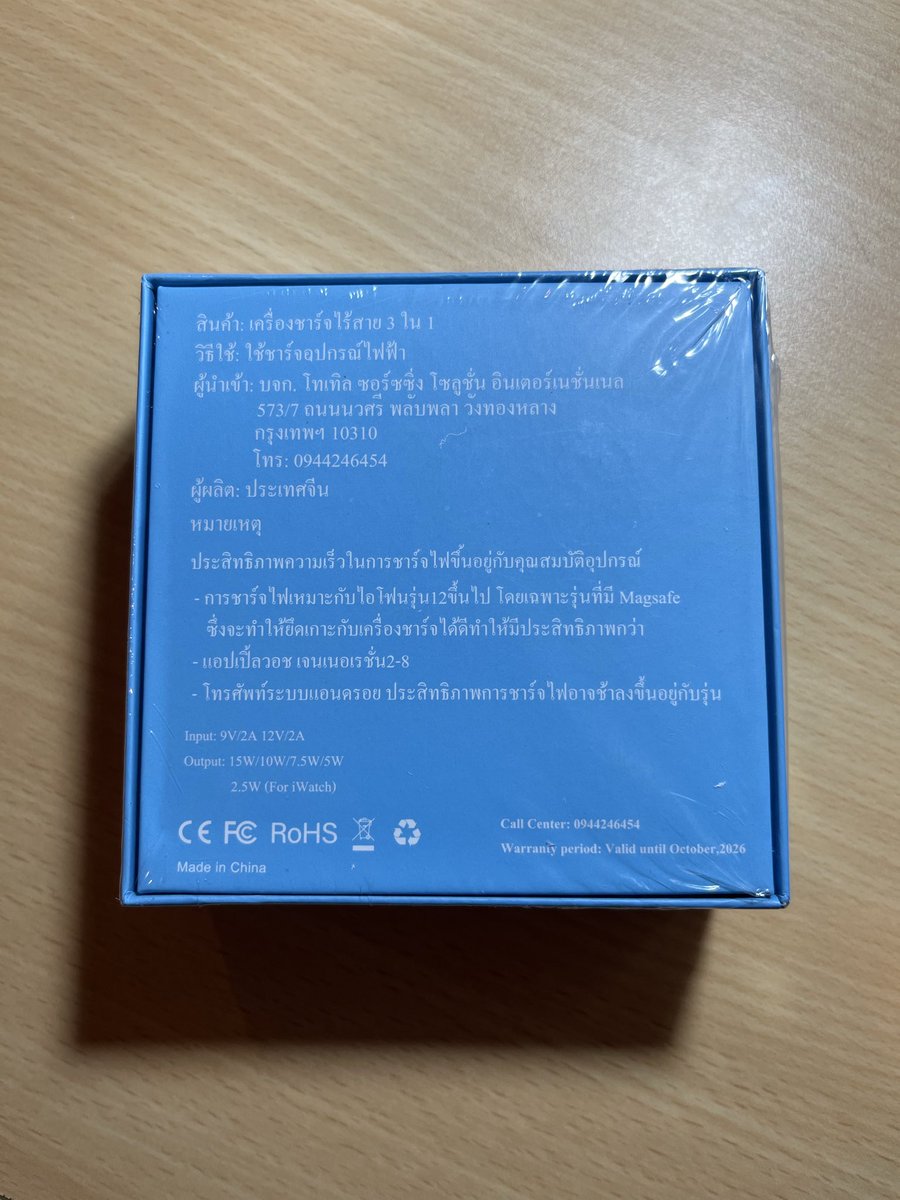 สินค้า: เครื่องชาร์จไร้สาย 3 ใน 1
วิธีใช้: ใช้ชาร์จอุปกรณ์ไฟฟ้า
ผู้นำเข้า: บจก. โทเทิล ซอร์ซซิ่ง โซลูชั่น อินเตอร์เนชั่นเนล
573/7 ถนนนวศรี พลับพลา วังทองหลาง
กรุงเทพฯ 10310
โทร: 0944246454
ผู้ผลิต: ประเทศจีน
หมายเหตุ
ประสิทธิภาพความเร็วในการชาร์จไฟขึ้นอยู่กับคุณสมบัติอุปกรณ์
- การชาร์จไฟเหมาะกับไอโฟนรุ่น12ขึ้นไป โดยเฉพาะรุ่นที่มี Magsafe
ซึ่งจะทำให้ยึดเกาะกับเครื่องชาร์จได้ดีทำให้มีประสิทธิภาพกว่า
- แอปเปิ้ลวอช เจนเนอเรชั่น2-8
- โทรศัพท์ระบบแอนดรอย ประสิทธิภาพการชาร์จไฟอาจช้าลงขึ้นอยู่กับรุ่น
Input: 9V/2A 12V/2A
Output: 15W/10W/7.5W/5W
2.5W (For iWatch)
CE FC RoHS
Made in China
Call Center: 0944246454
Warranty period: Valid until October,2026